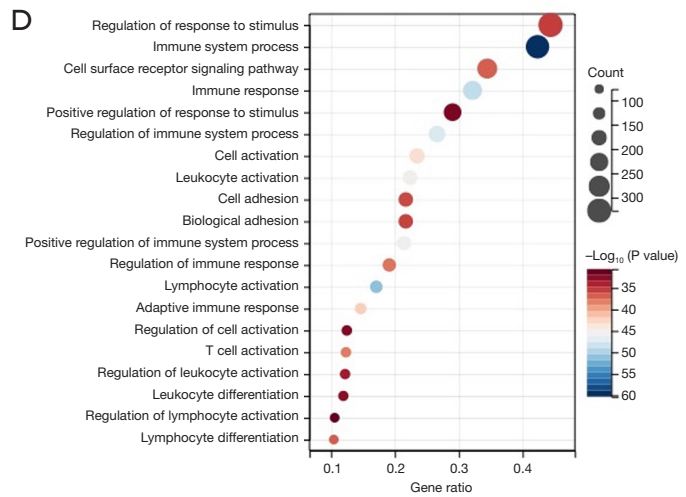 D
Regulation of response to stimulus
Immune system process
Cell surface receptor signaling pathway
Immune response
Positive regulation of response to stimulus
Regulation of immune system process
Cell activation
Leukocyte activation
Cell adhesion
Biological adhesion
Positive regulation of immune system process
Regulation of immune response
Lymphocyte activation
Adaptive immune response
Regulation of cell activation
T cell activation
Regulation of leukocyte activation
Leukocyte differentiation
Regulation of lymphocyte activation
Lymphocyte differentiation
0.1 0.2 0.3 0.4
Gene ratio
Count
100
150
200
250
300
–Log₁₀ (P value)
35
40
45
50
55
60